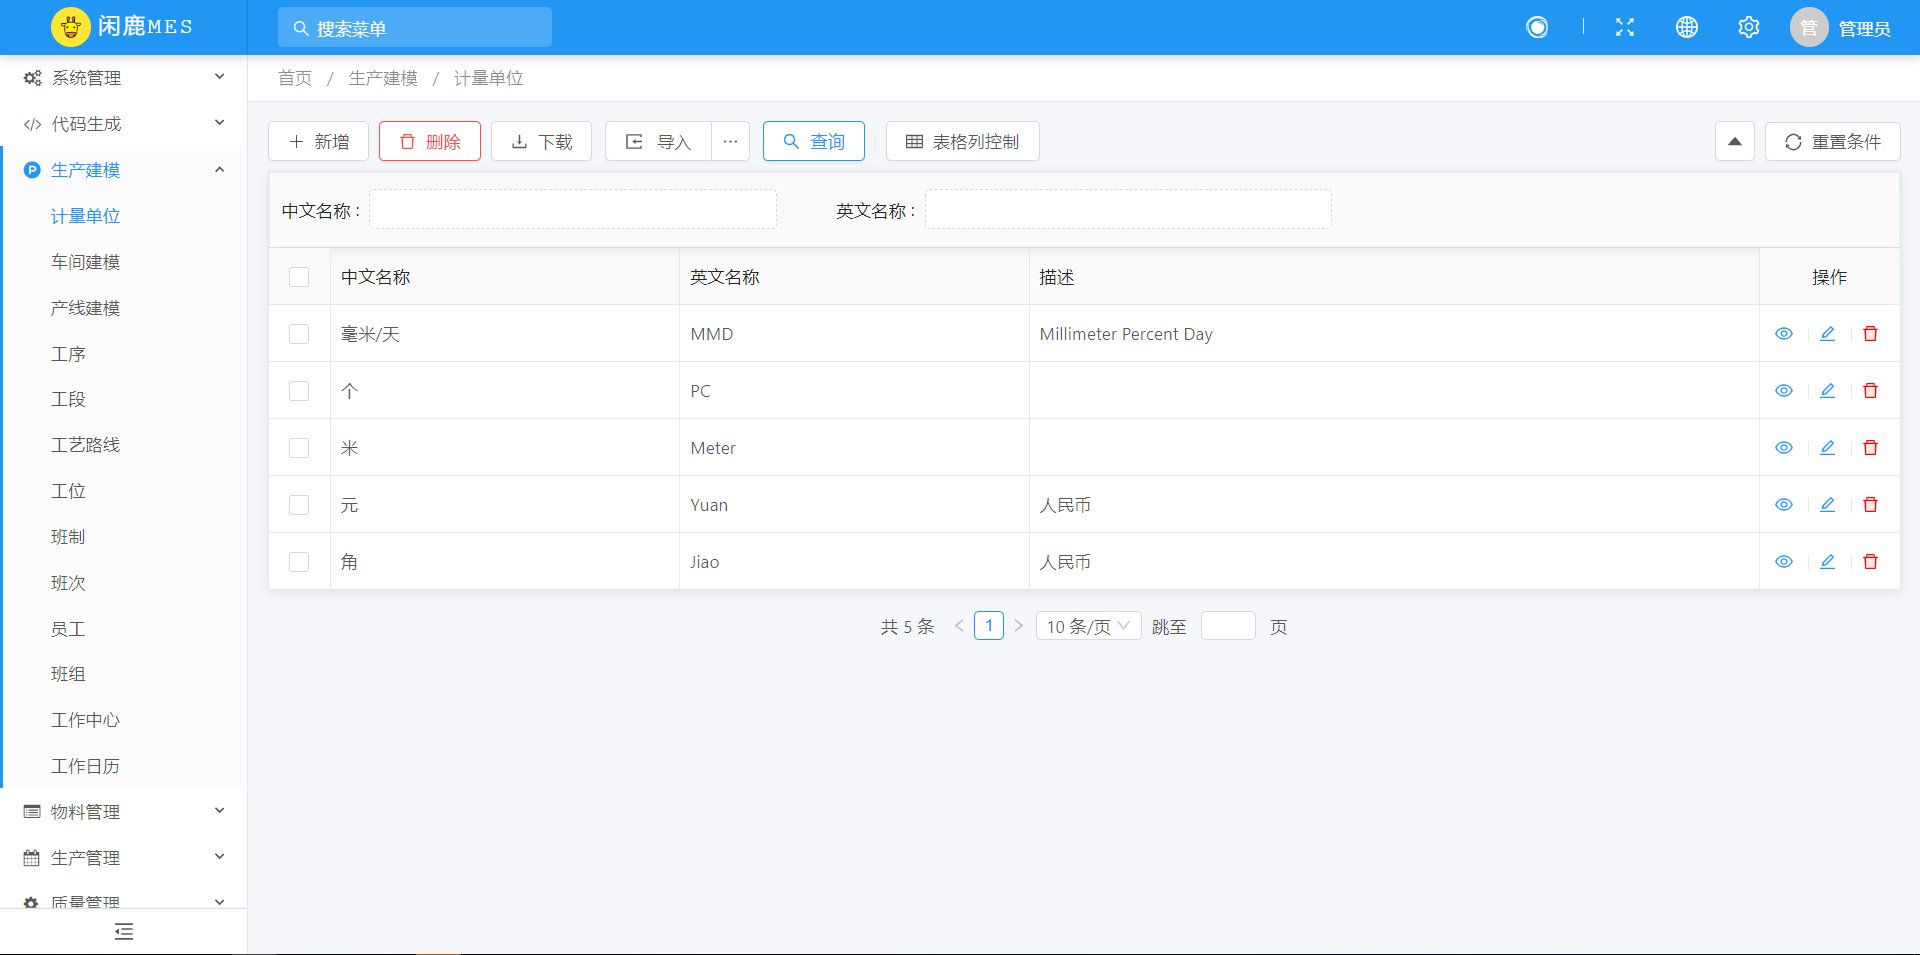 闲鹿MES
搜索菜单
管
管理员
系统管理
代码生成
生产建模
计量单位
车间建模
产线建模
工序
工段
工艺路线
工位
班制
班次
员工
班组
工作中心
工作日历
物料管理
生产管理
质量管理
首页 / 生产建模 / 计量单位
新增 删除 下载 导入 ··· 查询 表格列控制 重置条件
中文名称： 英文名称：
中文名称 英文名称 描述 操作
毫米/天 MMD Millimeter Percent Day
个 PC
米 Meter
元 Yuan 人民币
角 Jiao 人民币
共 5 条 < 1 > 10 条/页 跳至 页